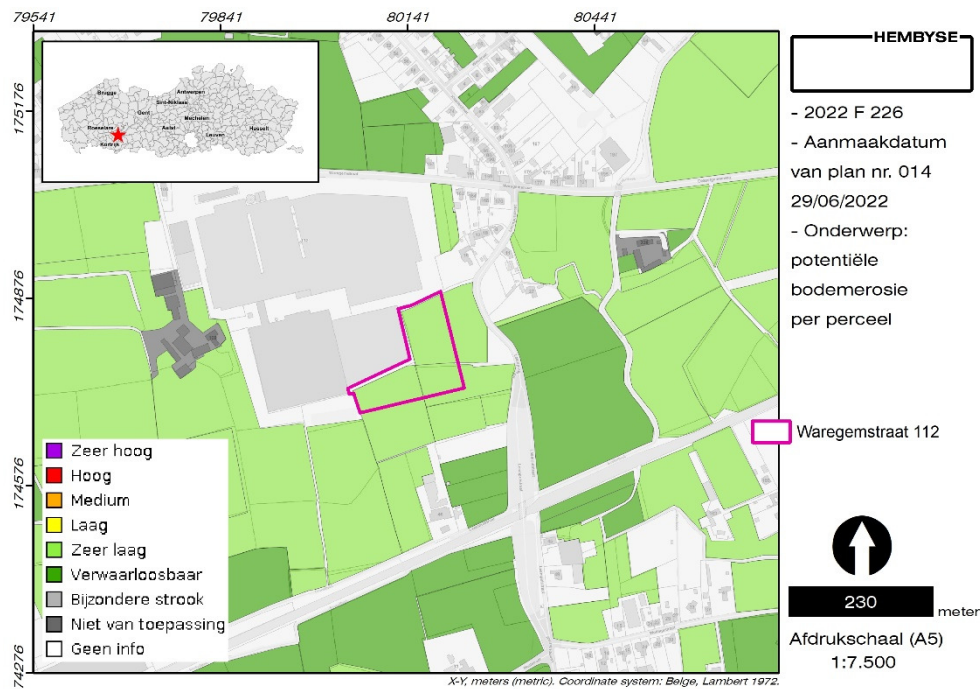 79541
79841
80141
80441
175176
174876
174576
174276
Brugge
Antwerpen
Sint-Niklaas
Gent
Mechelen
Roeselare
Aalst
Leuven
Hasselt
Kortrijk
Zeer hoog
Hoog
Medium
Laag
Zeer laag
Verwaarloosbaar
Bijzondere strook
Niet van toepassing
Geen info
X-Y, meters (metric). Coordinate system: Belge, Lambert 1972.
HEMBYSE
- 2022 F 226
- Aanmaakdatum
van plan nr. 014
29/06/2022
- Onderwerp:
potentiële
bodemerosie
per perceel
Waregemstraat 112
230 meter
Afdrukschaal (A5)
1:7.500